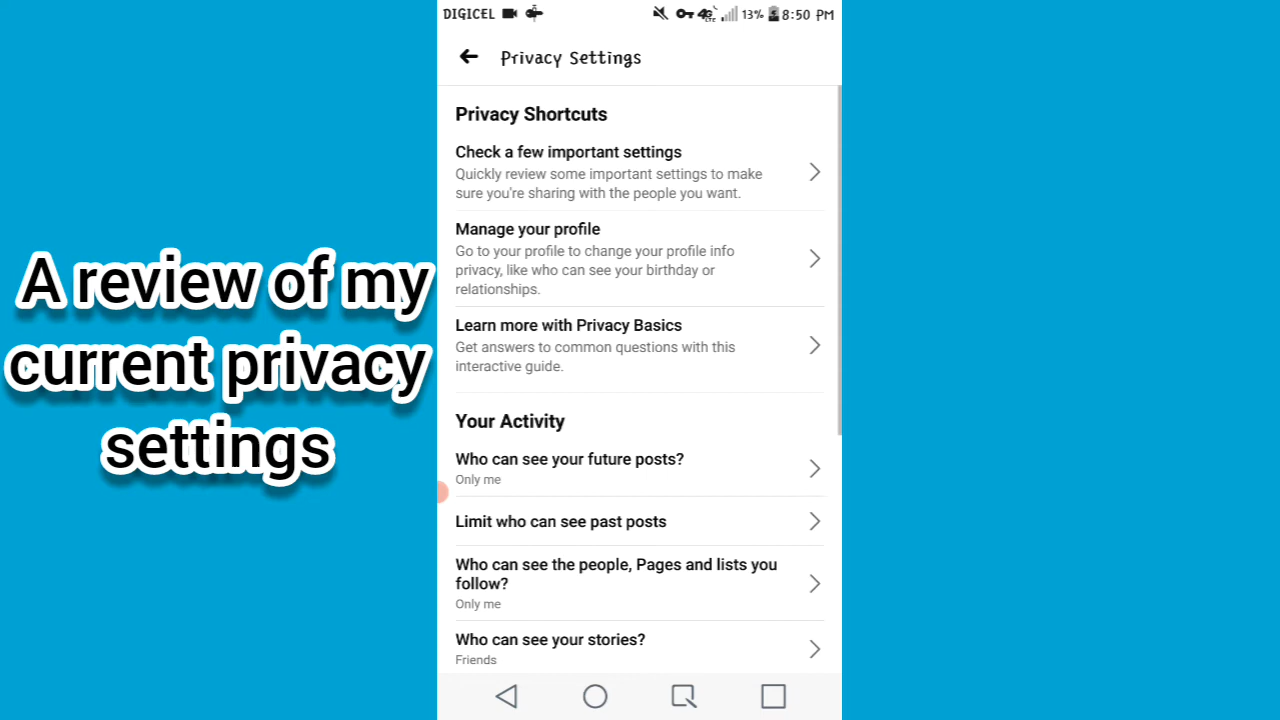 DIGICEL 4G LTE 13% 8:50 PM
Privacy Settings
Privacy Shortcuts
Check a few important settings
Quickly review some important settings to make
sure you're sharing with the people you want.
Manage your profile
Go to your profile to change your profile info
privacy, like who can see your birthday or
relationships.
Learn more with Privacy Basics
Get answers to common questions with this
interactive guide.
Your Activity
Who can see your future posts?
Only me
Limit who can see past posts
Who can see the people, Pages and lists you
follow?
Only me
Who can see your stories?
Friends
A review of my
current privacy
settings